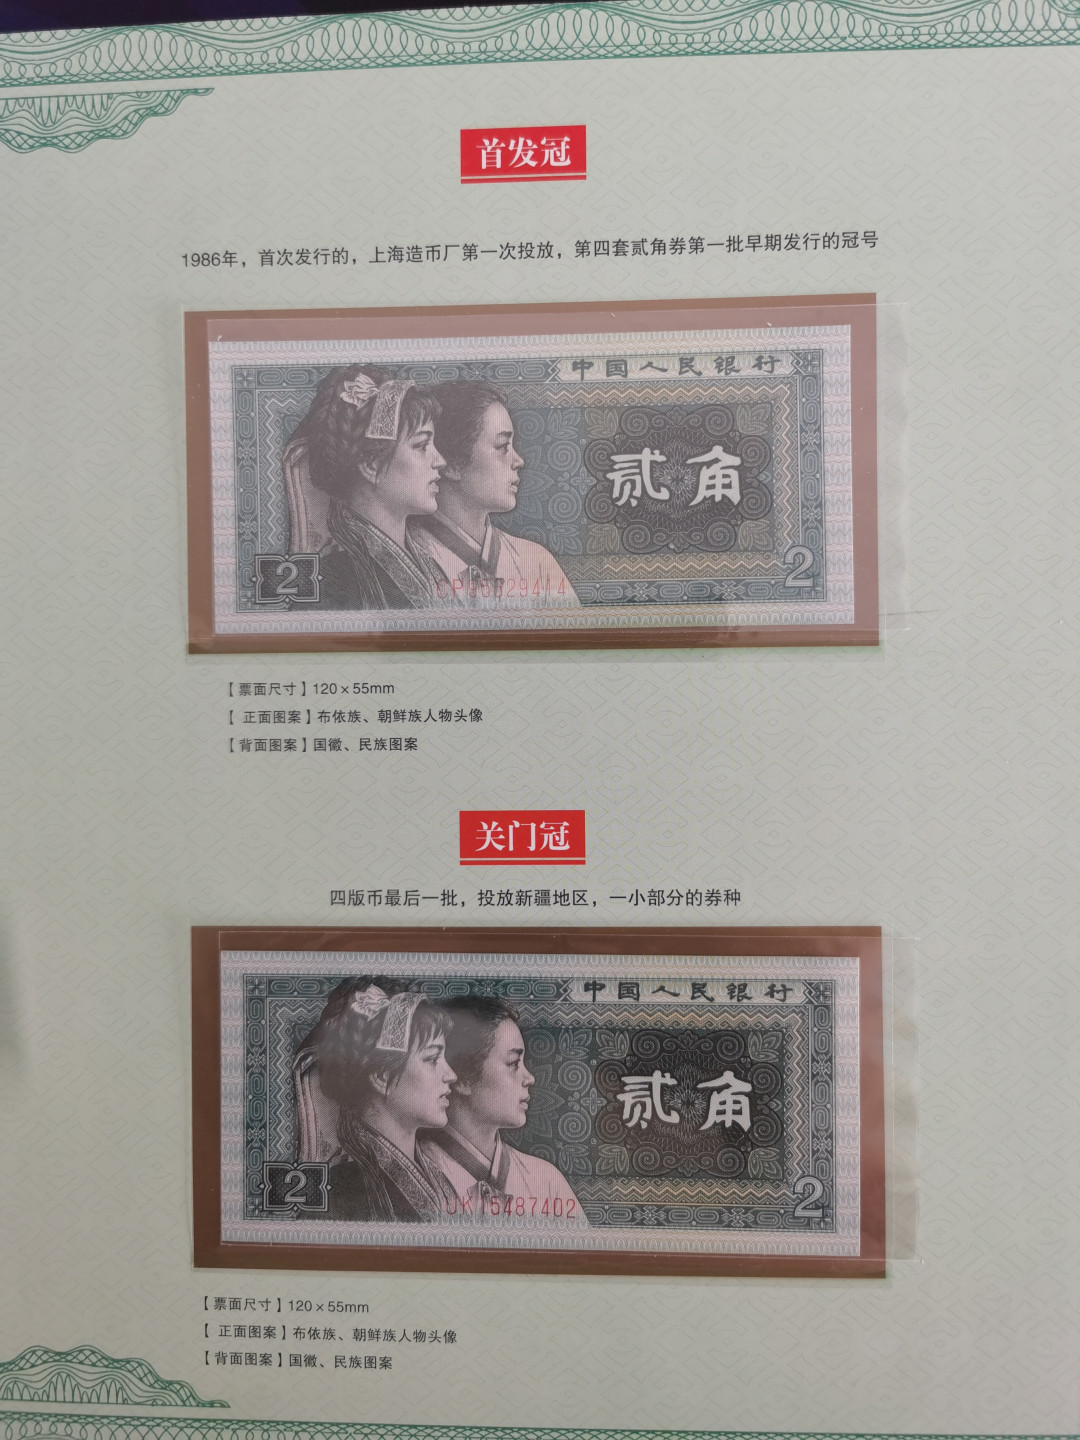 首发冠
1986年，首次发行的，上海造币厂第一次投放，第四套贰角券第一批早期发行的冠号
中国人民银行
贰角
2
2
【票面尺寸】120×55mm
【 正面图案】布依族、朝鲜族人物头像
【背面图案】国徽、民族图案
关门冠
四版币最后一批，投放新疆地区，一小部分的券种
中国人民银行
贰角
2
2
UK15487402
【票面尺寸】120×55mm
【 正面图案】布依族、朝鲜族人物头像
【背面图案】国徽、民族图案